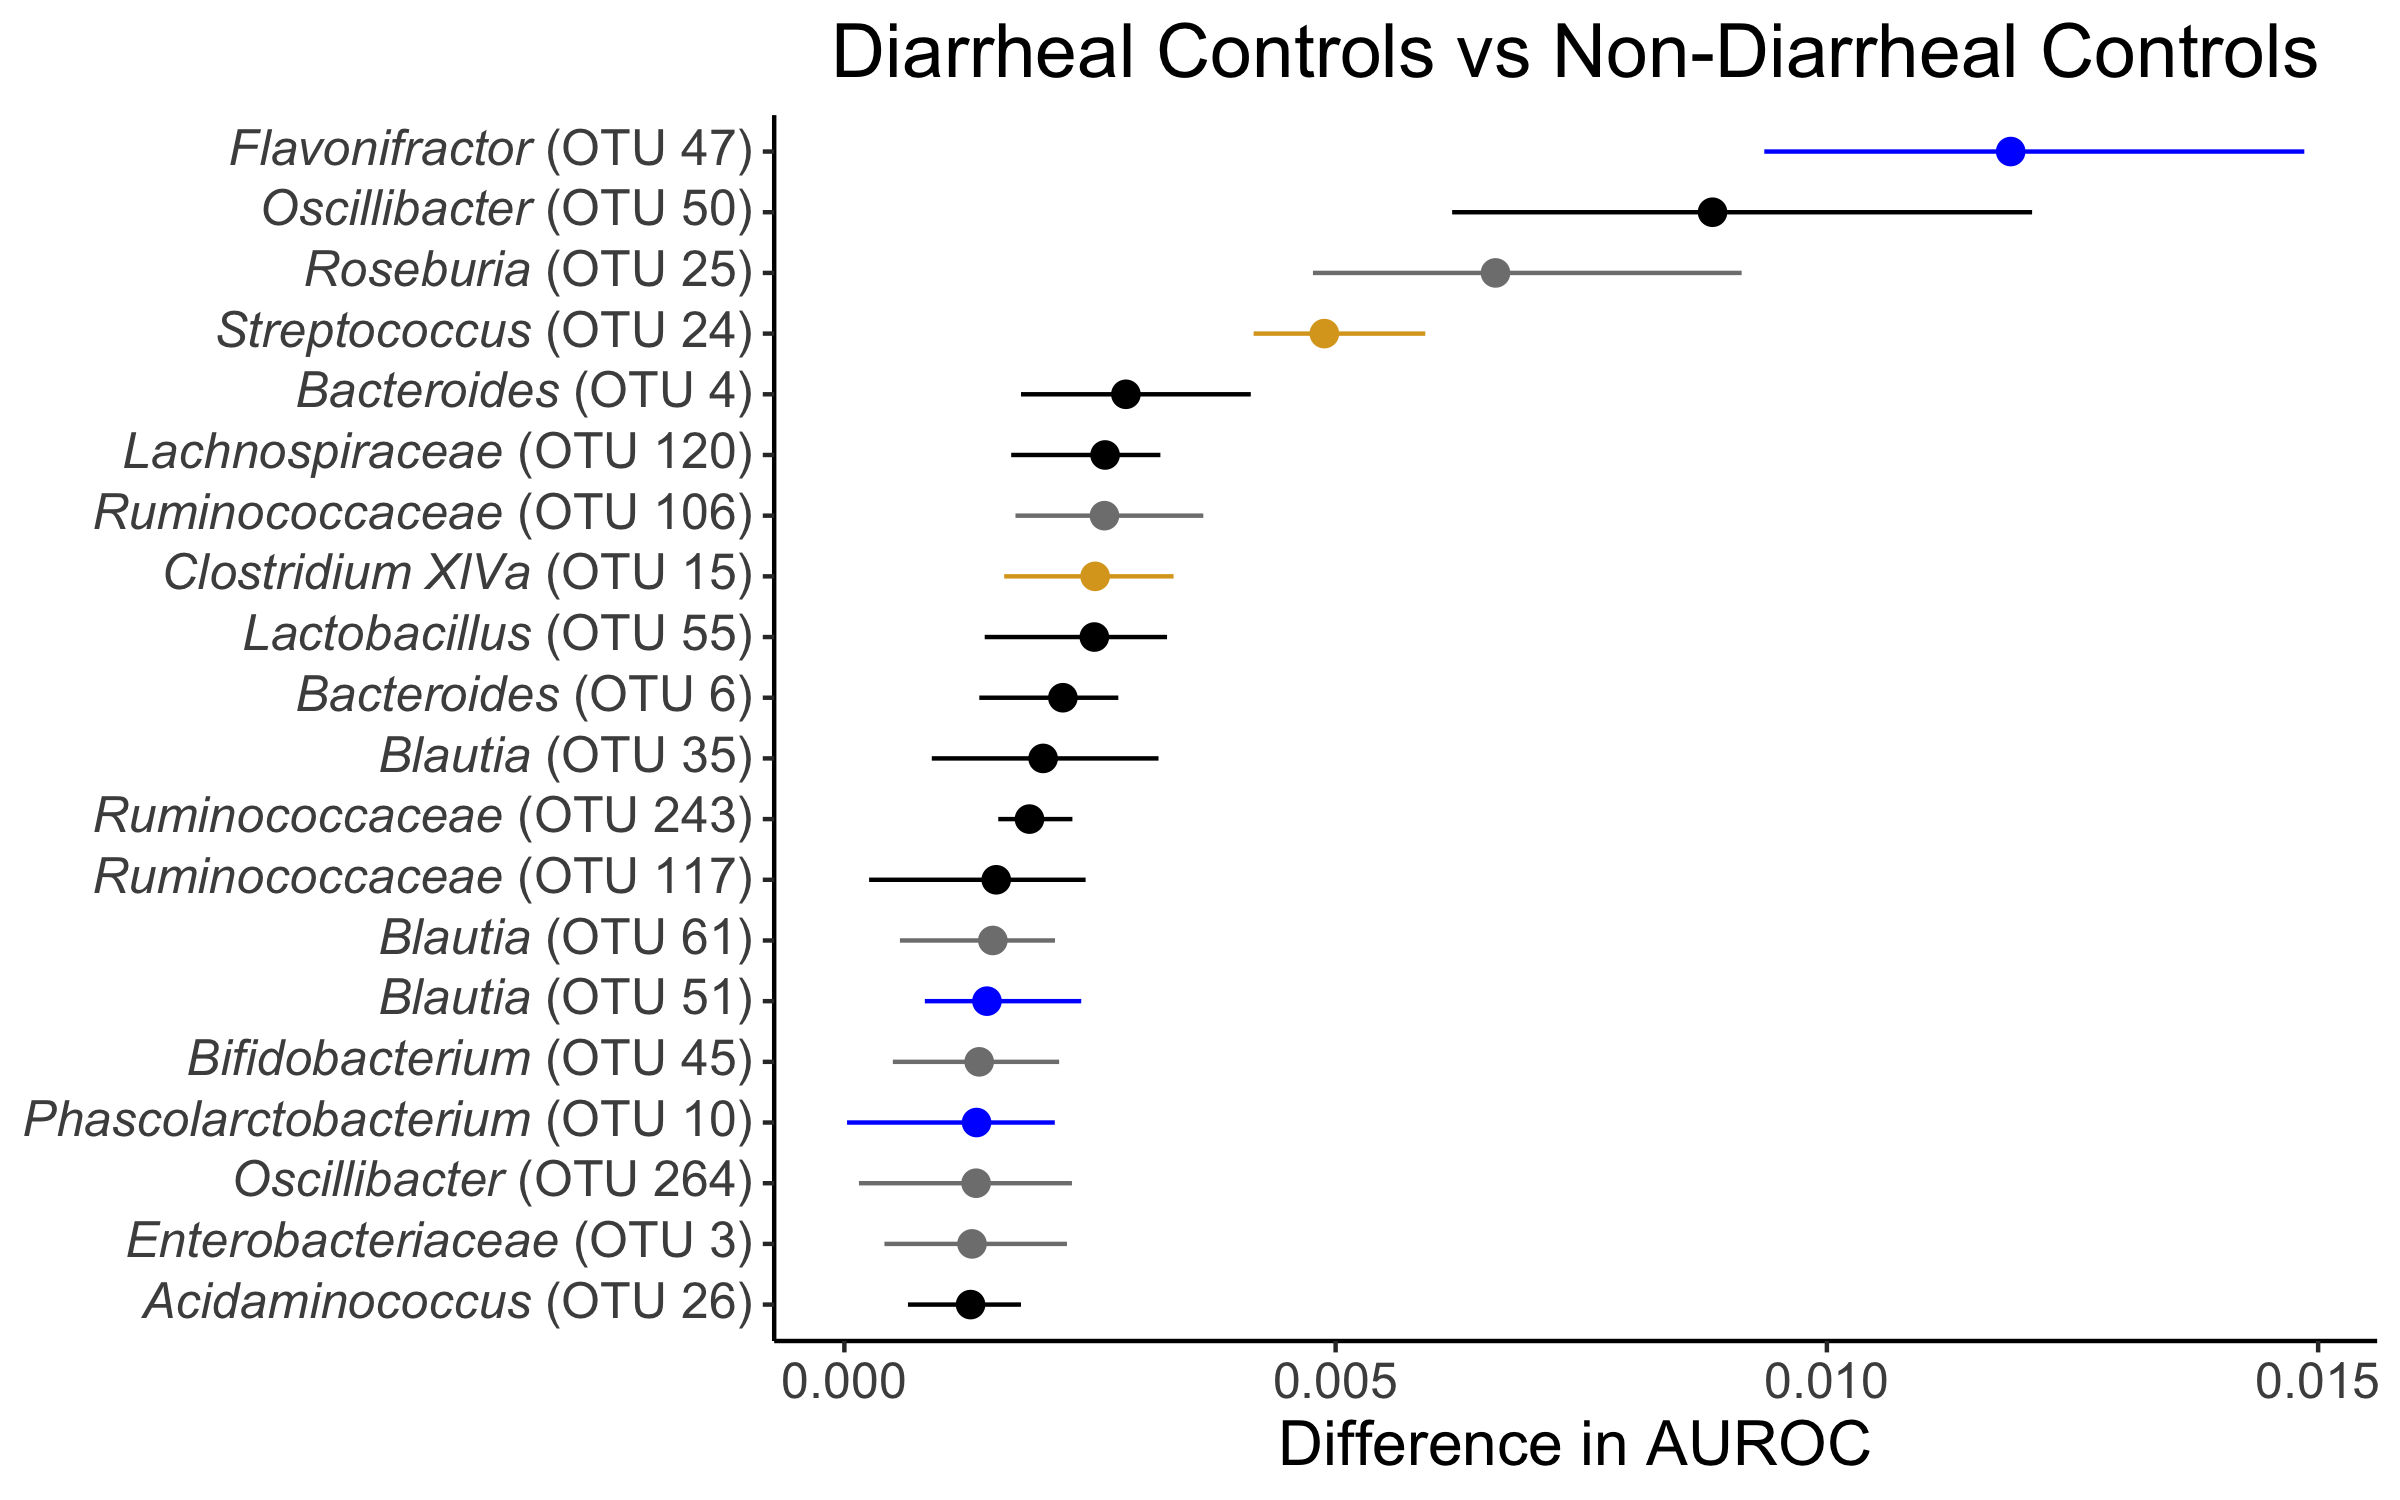 Diarrheal Controls vs Non-Diarrheal Controls
Flavonifractor (OTU 47)
Oscillibacter (OTU 50)
Roseburia (OTU 25)
Streptococcus (OTU 24)
Bacteroides (OTU 4)
Lachnospiraceae (OTU 120)
Ruminococcaceae (OTU 106)
Clostridium XlVa (OTU 15)
Lactobacillus (OTU 55)
Bacteroides (OTU 6)
Blautia (OTU 35)
Ruminococcaceae (OTU 243)
Ruminococcaceae (OTU 117)
Blautia (OTU 61)
Blautia (OTU 51)
Bifidobacterium (OTU 45)
Phascolarctobacterium (OTU 10)
Oscillibacter (OTU 264)
Enterobacteriaceae (OTU 3)
Acidaminococcus (OTU 26)
0.000 0.005 0.010 0.015
Difference in AUROC